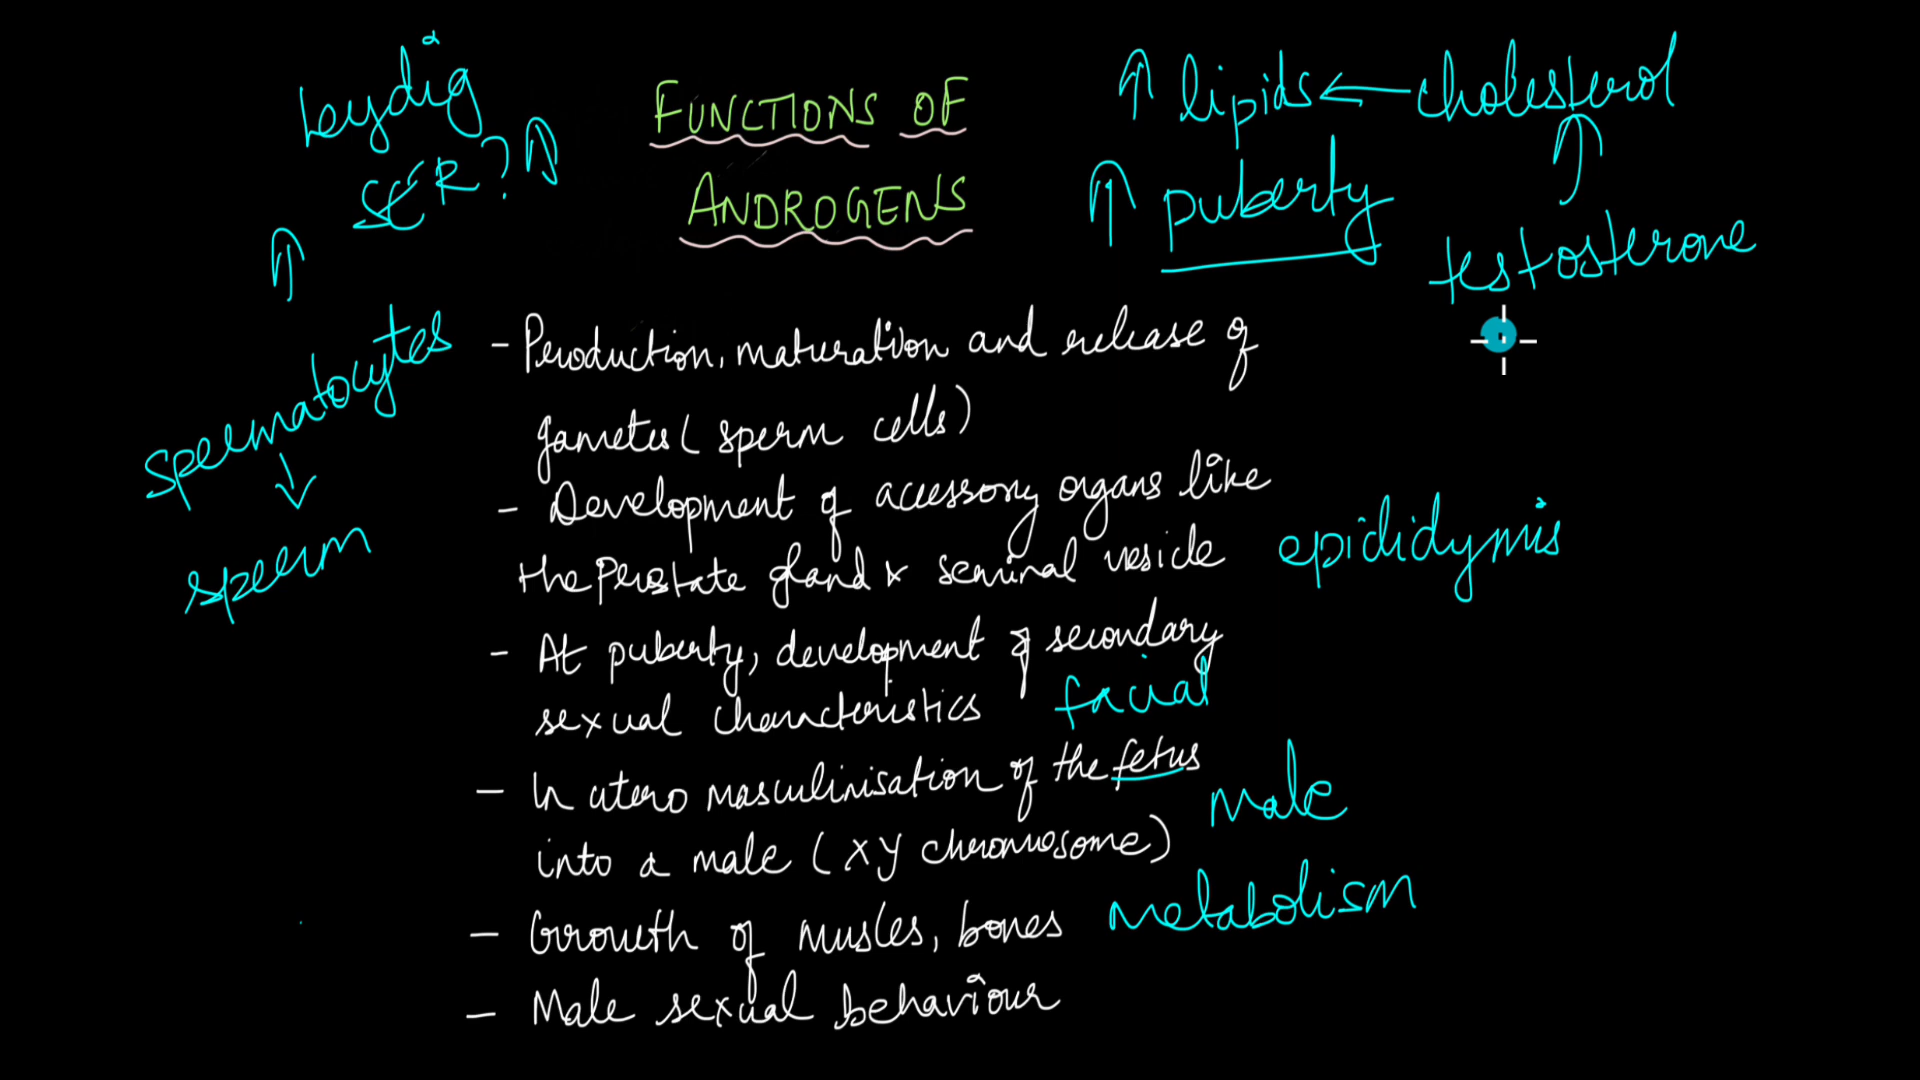 Leydig
SER?
FUNCTIONS OF
ANDROGENS
↑ lipids ← cholesterol
↑ puberty
testosterone
spermatocytes
↓
sperm
- Production, maturation and release of
gametes (sperm cells)
- Development of accessory organs like
the Prostate gland & seminal vesicle
epididymis
- At puberty, development of secondary
sexual characteristics
facial
- In utero masculinisation of the fetus
into a male (XY chromosome)
male
- Growth of muscles, bones
metabolism
- Male sexual behaviour